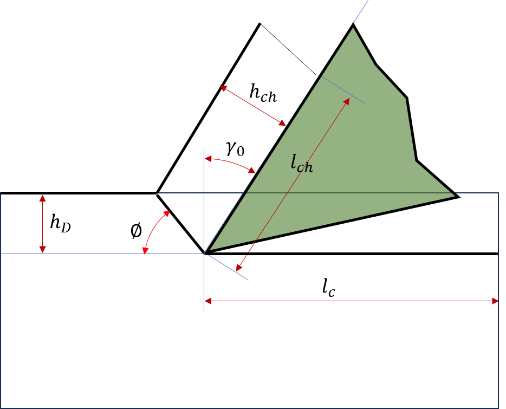 h_ch
γ_0
l_ch
h_D
∅
l_c